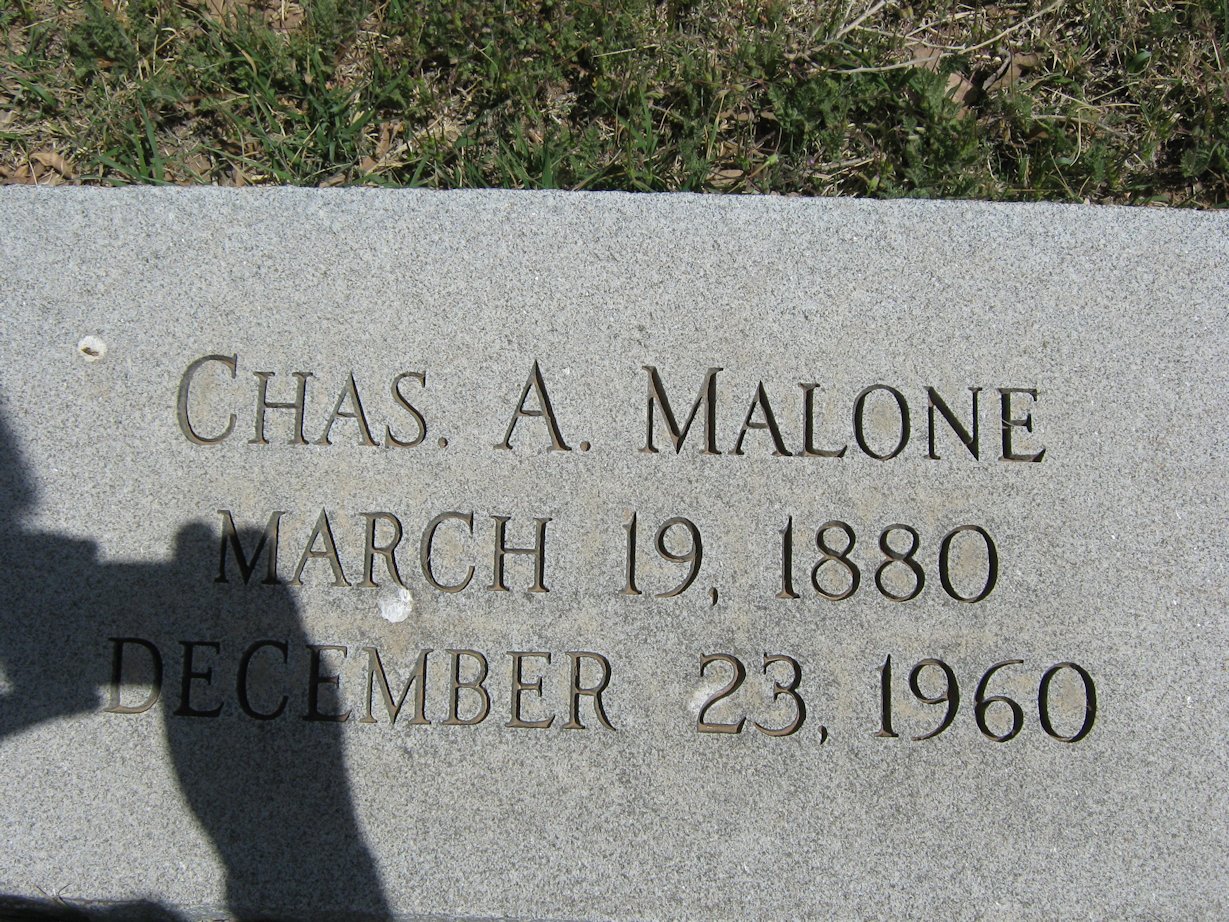 Chas. A. Malone
March 19, 1880
December 23, 1960